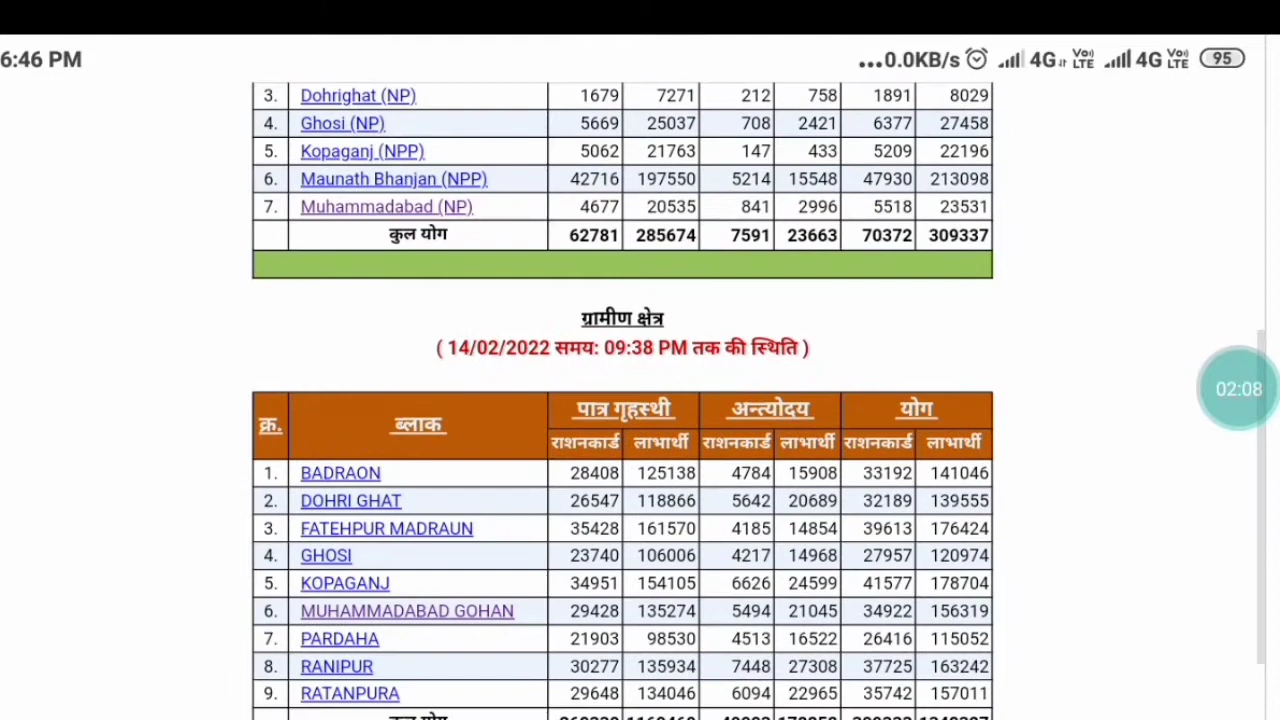 6:46 PM ...0.0KB/s 4G Vo) LTE 4G Vo) LTE 95
3. Dohrighat (NP) 1679 7271 212 758 1891 8029
4. Ghosi (NP) 5669 25037 708 2421 6377 27458
5. Kopaganj (NPP) 5062 21763 147 433 5209 22196
6. Maunath Bhanjan (NPP) 42716 197550 5214 15548 47930 213098
7. Muhammadabad (NP) 4677 20535 841 2996 5518 23531
कुल योग 62781 285674 7591 23663 70372 309337
ग्रामीण क्षेत्र
( 14/02/2022 समय: 09:38 PM तक की स्थिति )
02:08
क्र. ब्लाक पात्र गृहस्थी अन्त्योदय योग
राशनकार्ड लाभार्थी राशनकार्ड लाभार्थी राशनकार्ड लाभार्थी
1. BADRAON 28408 125138 4784 15908 33192 141046
2. DOHRI GHAT 26547 118866 5642 20689 32189 139555
3. FATEHPUR MADRAUN 35428 161570 4185 14854 39613 176424
4. GHOSI 23740 106006 4217 14968 27957 120974
5. KOPAGANJ 34951 154105 6626 24599 41577 178704
6. MUHAMMADABAD GOHAN 29428 135274 5494 21045 34922 156319
7. PARDAHA 21903 98530 4513 16522 26416 115052
8. RANIPUR 30277 135934 7448 27308 37725 163242
9. RATANPURA 29648 134046 6094 22965 35742 157011